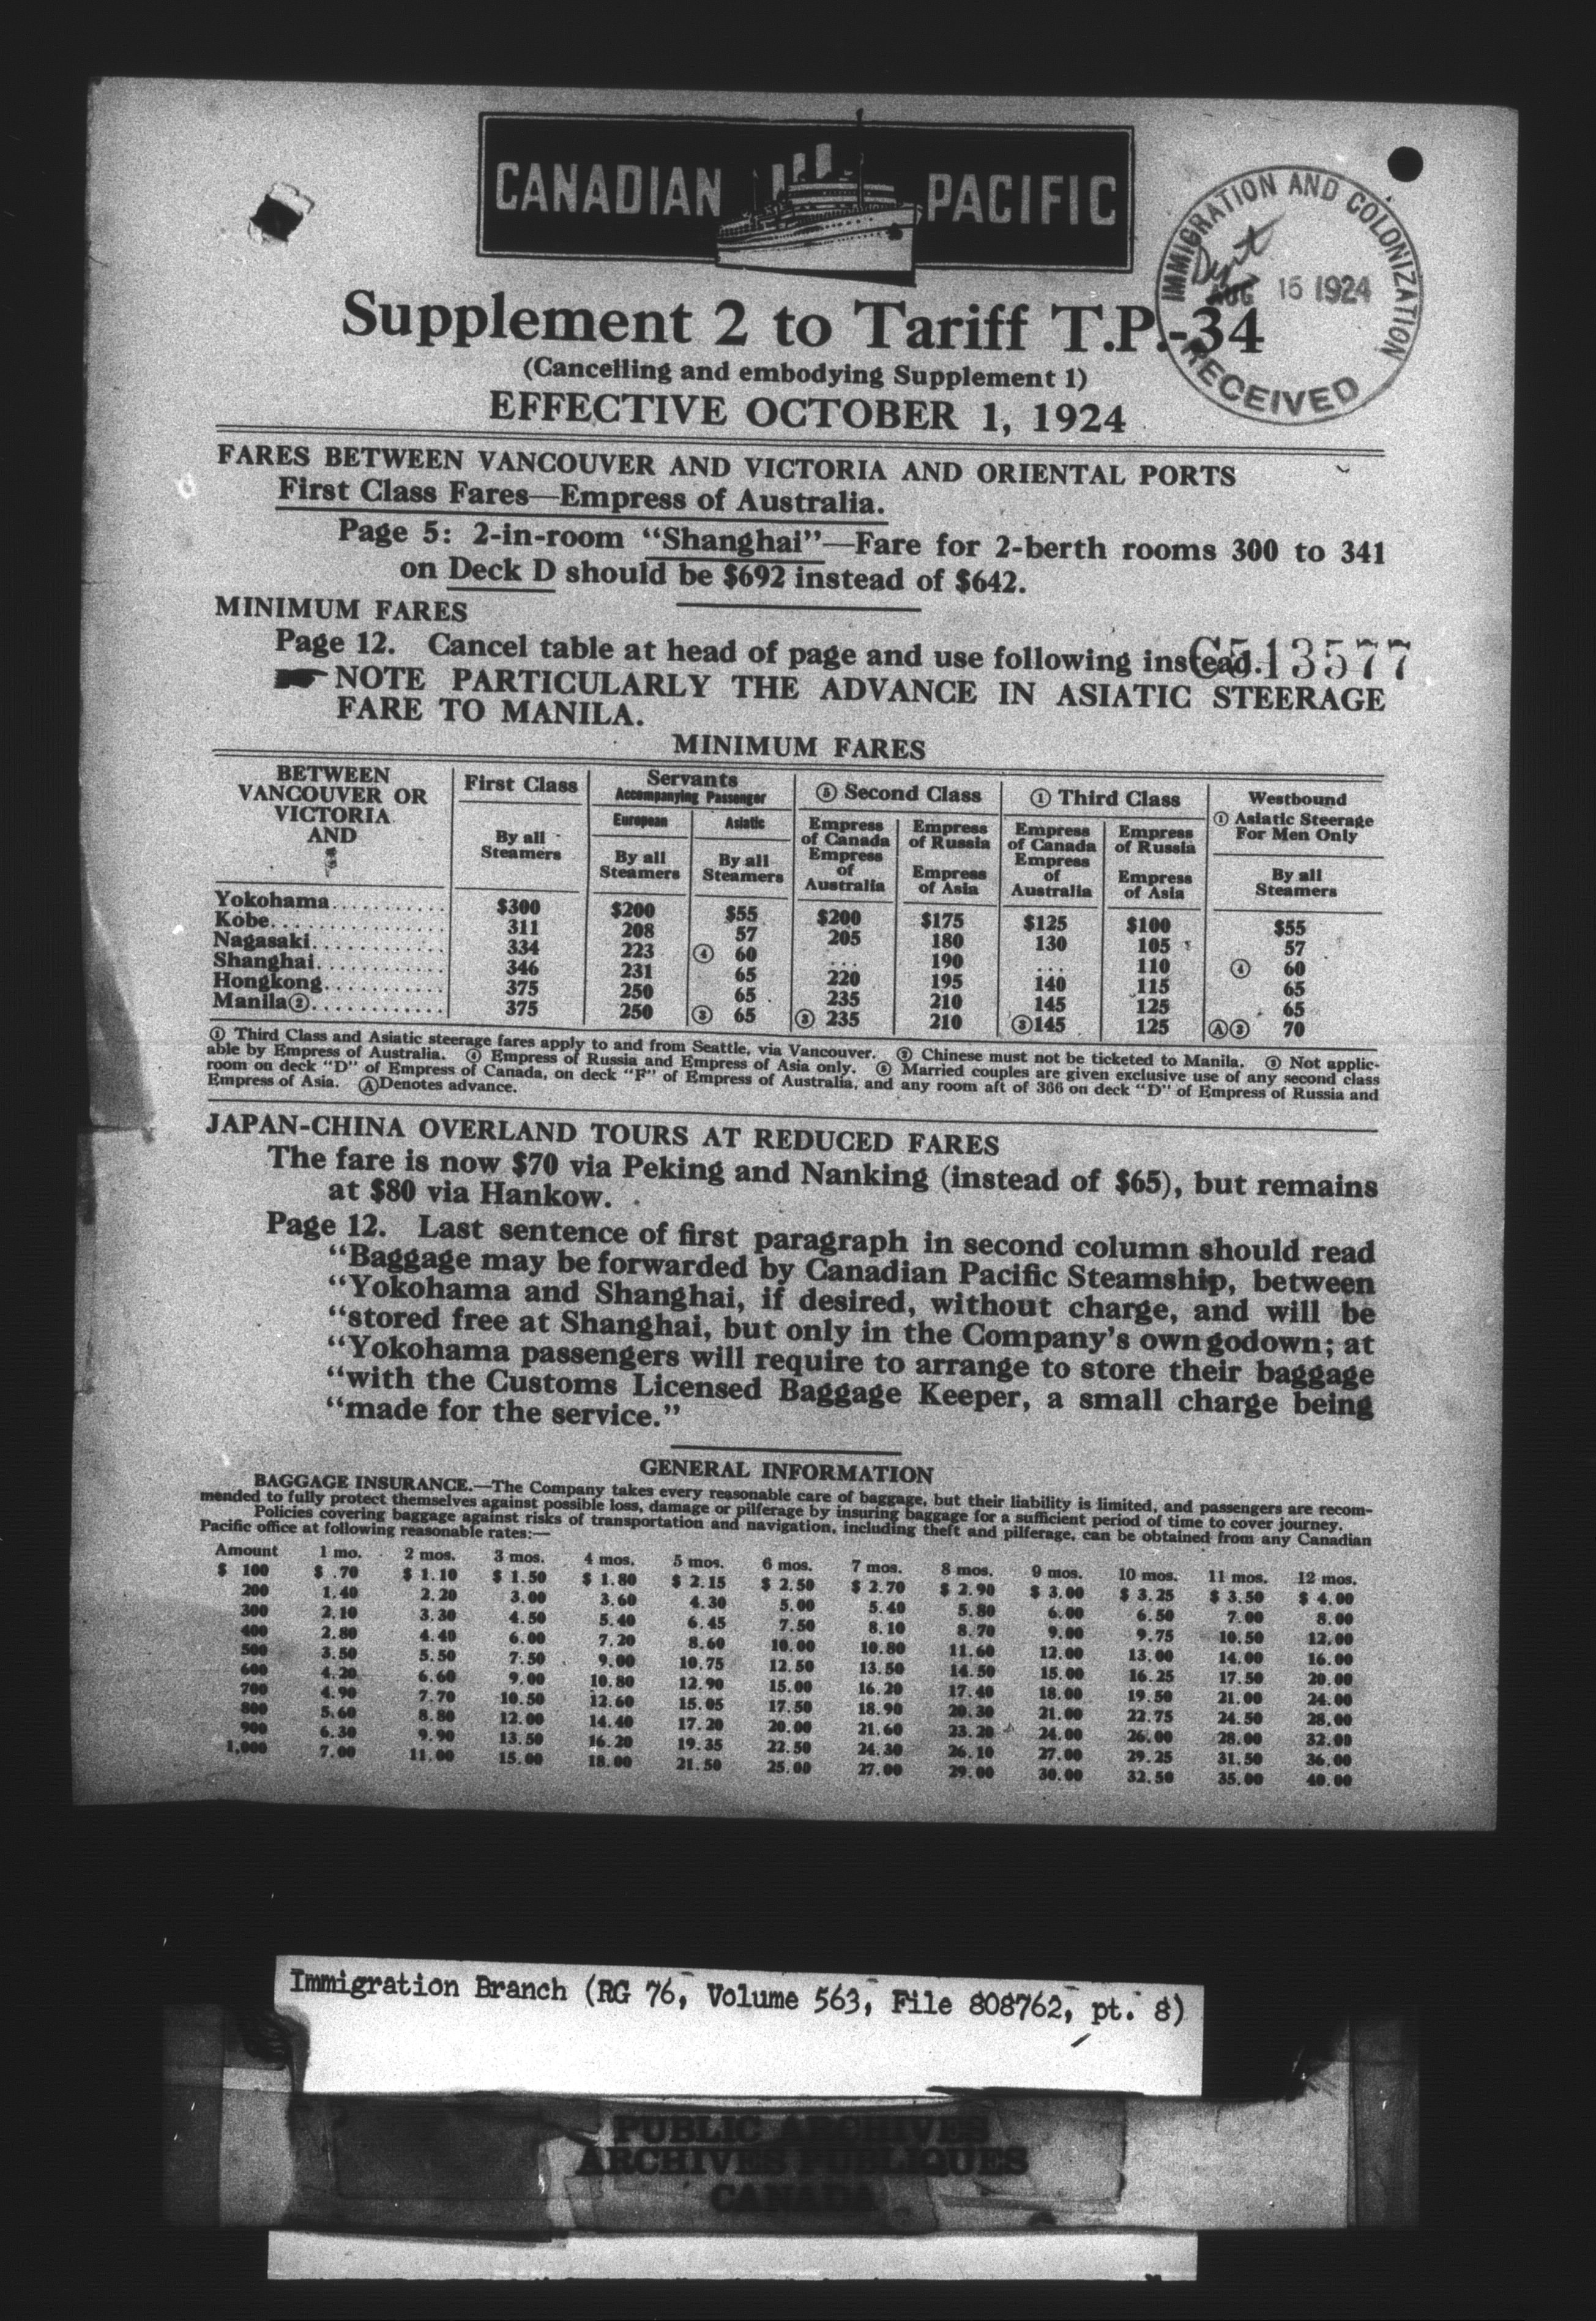 CANADIAN PACIFIC
IMMIGRATION AND COLONIZATION
Dept
AUG 15 1924
RECEIVED
Supplement 2 to Tariff T.P.-34
(Cancelling and embodying Supplement 1)
EFFECTIVE OCTOBER 1, 1924
FARES BETWEEN VANCOUVER AND VICTORIA AND ORIENTAL PORTS
First Class Fares—Empress of Australia.
Page 5: 2-in-room “Shanghai”—Fare for 2-berth rooms 300 to 341
on Deck D should be $692 instead of $642.
MINIMUM FARES
Page 12. Cancel table at head of page and use following instead.
C513577
NOTE PARTICULARLY THE ADVANCE IN ASIATIC STEERAGE
FARE TO MANILA.
MINIMUM FARES
BETWEEN VANCOUVER OR VICTORIA AND | First Class | Servants Accompanying Passenger | ⑤ Second Class | ① Third Class | Westbound ① Asiatic Steerage For Men Only
European | Asiatic | Empress of Canada Empress of Australia | Empress of Russia Empress of Asia | Empress of Canada Empress of Australia | Empress of Russia Empress of Asia
By all Steamers | By all Steamers | By all Steamers | By all Steamers
Yokohama........... $300 $200 $55 $200 $175 $125 $100 $55
Kobe................. 311 208 57 205 180 130 105 57
Nagasaki............. 334 223 ④ 60 ... 190 ... 110 ④ 60
Shanghai............ 346 231 65 220 195 140 115 65
Hongkong........... 375 250 65 235 210 145 125 65
Manila②............ 375 250 ③ 65 ③ 235 210 ③145 125 Ⓐ③ 70
① Third Class and Asiatic steerage fares apply to and from Seattle, via Vancouver. ② Chinese must not be ticketed to Manila. ③ Not applic-
able by Empress of Australia. ④ Empress of Russia and Empress of Asia only. ⑤ Married couples are given exclusive use of any second class
room on deck “D” of Empress of Canada, on deck “F” of Empress of Australia, and any room aft of 366 on deck “D” of Empress of Russia and
Empress of Asia. ⒶDenotes advance.
JAPAN-CHINA OVERLAND TOURS AT REDUCED FARES
The fare is now $70 via Peking and Nanking (instead of $65), but remains
at $80 via Hankow.
Page 12. Last sentence of first paragraph in second column should read
“Baggage may be forwarded by Canadian Pacific Steamship, between
“Yokohama and Shanghai, if desired, without charge, and will be
“stored free at Shanghai, but only in the Company’s own godown; at
“Yokohama passengers will require to arrange to store their baggage
“with the Customs Licensed Baggage Keeper, a small charge being
“made for the service.”
GENERAL INFORMATION
BAGGAGE INSURANCE.—The Company takes every reasonable care of baggage, but their liability is limited, and passengers are recom-
mended to fully protect themselves against possible loss, damage or pilferage by insuring baggage for a sufficient period of time to cover journey.
Policies covering baggage against risks of transportation and navigation, including theft and pilferage, can be obtained from any Canadian
Pacific office at following reasonable rates:—
Amount 1 mo. 2 mos. 3 mos. 4 mos. 5 mos. 6 mos. 7 mos. 8 mos. 9 mos. 10 mos. 11 mos. 12 mos.
$ 100 $ .70 $ 1.10 $ 1.50 $ 1.80 $ 2.15 $ 2.50 $ 2.70 $ 2.90 $ 3.00 $ 3.25 $ 3.50 $ 4.00
200 1.40 2.20 3.00 3.60 4.30 5.00 5.40 5.80 6.00 6.50 7.00 8.00
300 2.10 3.30 4.50 5.40 6.45 7.50 8.10 8.70 9.00 9.75 10.50 12.00
400 2.80 4.40 6.00 7.20 8.60 10.00 10.80 11.60 12.00 13.00 14.00 16.00
500 3.50 5.50 7.50 9.00 10.75 12.50 13.50 14.50 15.00 16.25 17.50 20.00
600 4.20 6.60 9.00 10.80 12.90 15.00 16.20 17.40 18.00 19.50 21.00 24.00
700 4.90 7.70 10.50 12.60 15.05 17.50 18.90 20.30 21.00 22.75 24.50 28.00
800 5.60 8.80 12.00 14.40 17.20 20.00 21.60 23.20 24.00 26.00 28.00 32.00
900 6.30 9.90 13.50 16.20 19.35 22.50 24.30 26.10 27.00 29.25 31.50 36.00
1,000 7.00 11.00 15.00 18.00 21.50 25.00 27.00 29.00 30.00 32.50 35.00 40.00
Immigration Branch (RG 76, Volume 563, File 808762, pt. 8)
PUBLIC ARCHIVES
ARCHIVES PUBLIQUES
CANADA